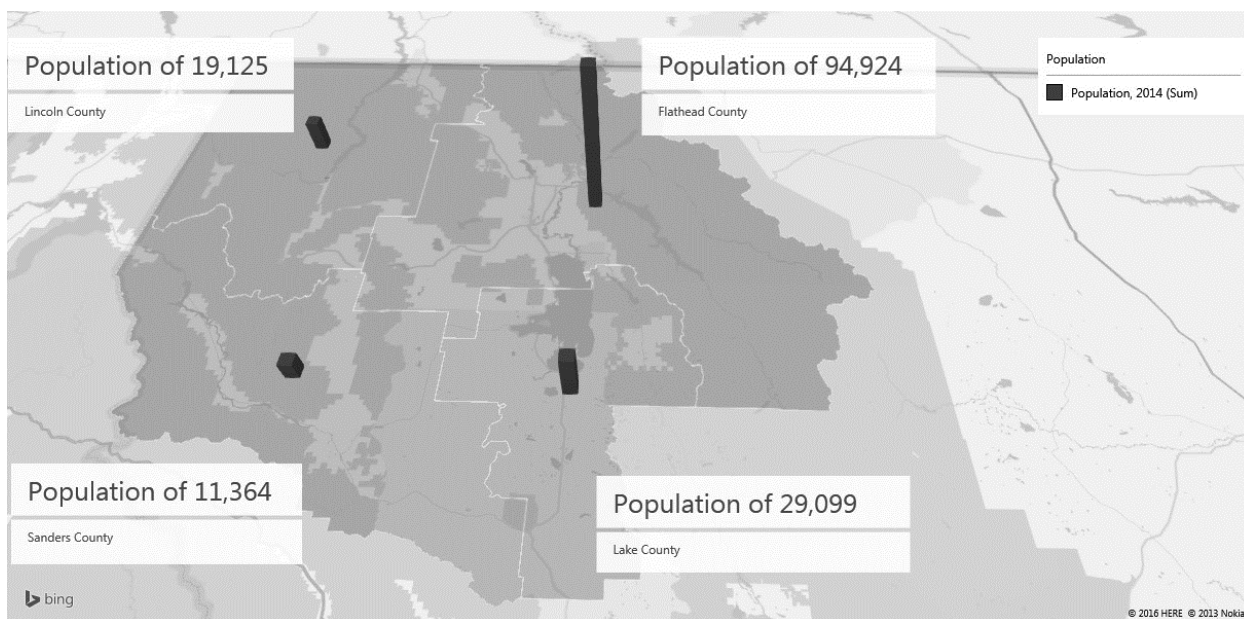 Population of 19,125
Lincoln County
Population of 94,924
Flathead County
Population
Population, 2014 (Sum)
Population of 11,364
Sanders County
Population of 29,099
Lake County
bing
© 2016 HERE © 2013 Nokia